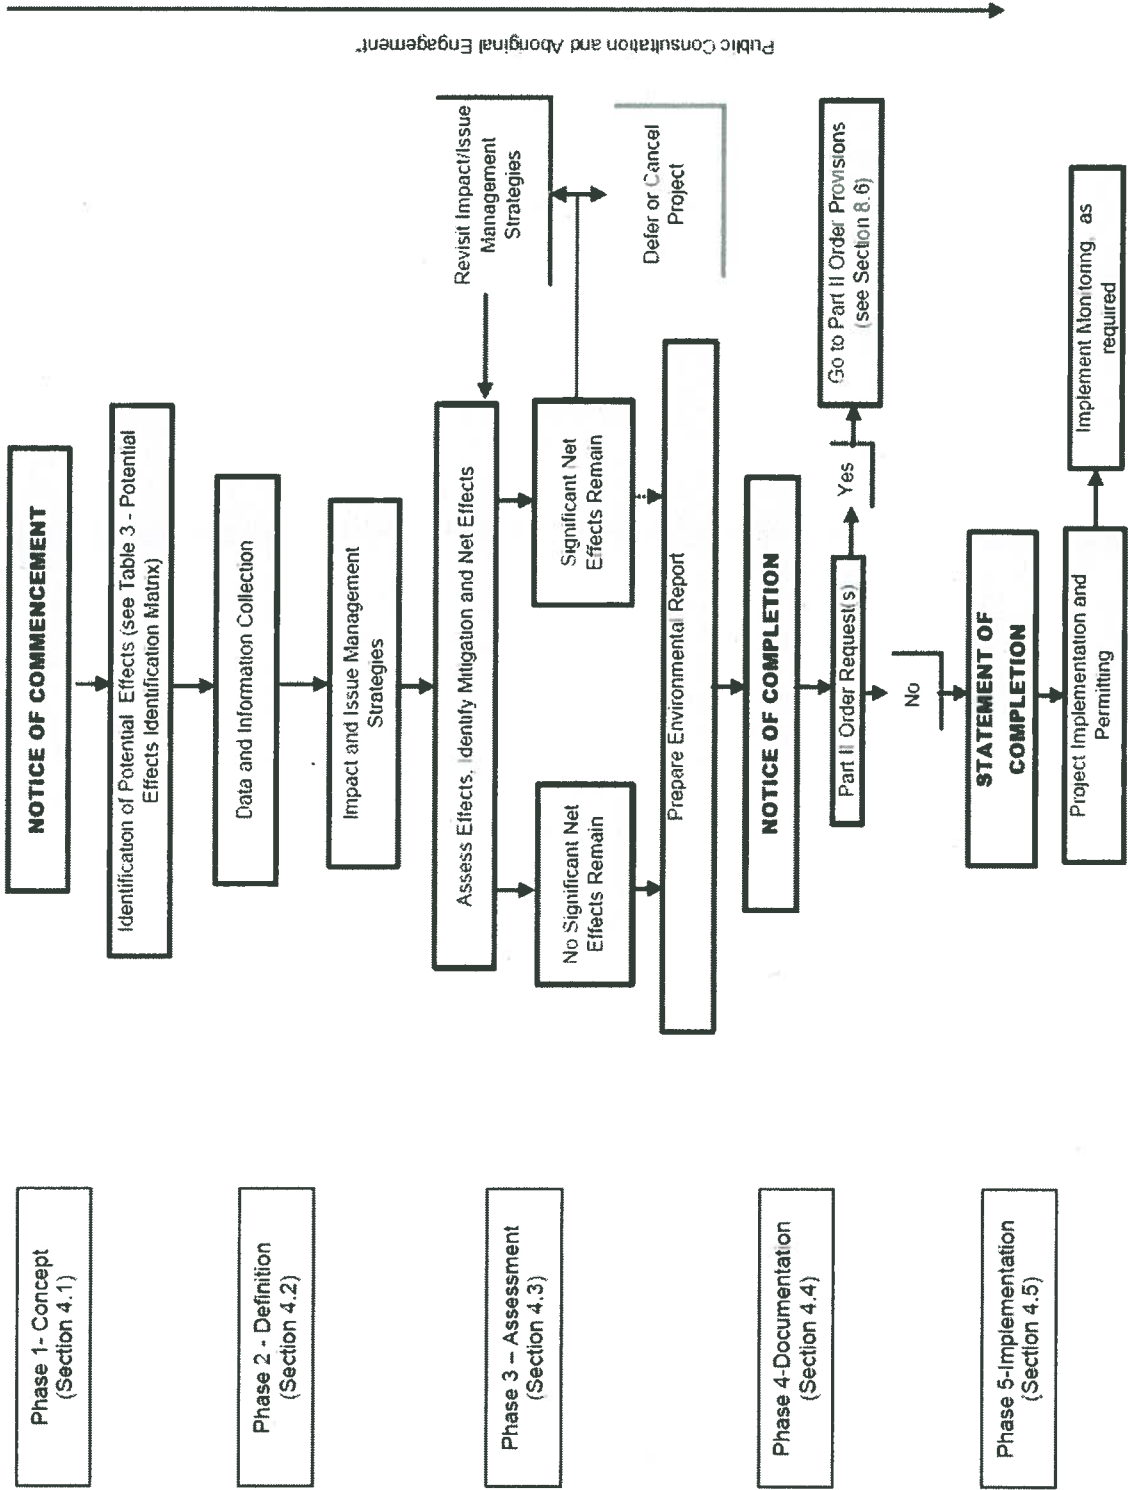 Phase 1- Concept
(Section 4.1)
Phase 2 - Definition
(Section 4.2)
Phase 3 – Assessment
(Section 4.3)
Phase 4-Documentation
(Section 4.4)
Phase 5-Implementation
(Section 4.5)
NOTICE OF COMMENCEMENT
Identification of Potential Effects (see Table 3 - Potential
Effects Identification Matrix)
Data and Information Collection
Impact and Issue Management
Strategies
Assess Effects, Identify Mitigation and Net Effects
Revisit Impact/Issue
Management
Strategies
No Significant Net
Effects Remain
Significant Net
Effects Remain
Defer or Cancel
Project
Prepare Environmental Report
NOTICE OF COMPLETION
Part II Order Request(s)
Yes
Go to Part II Order Provisions
(see Section 8.6)
No
STATEMENT OF
COMPLETION
Project Implementation and
Permitting
Implement Monitoring, as
required
Public Consultation and Aboriginal Engagement*